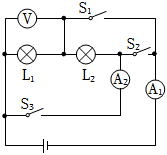 V S₁
L₁ L₂ S₂
A₂ A₁
S₃